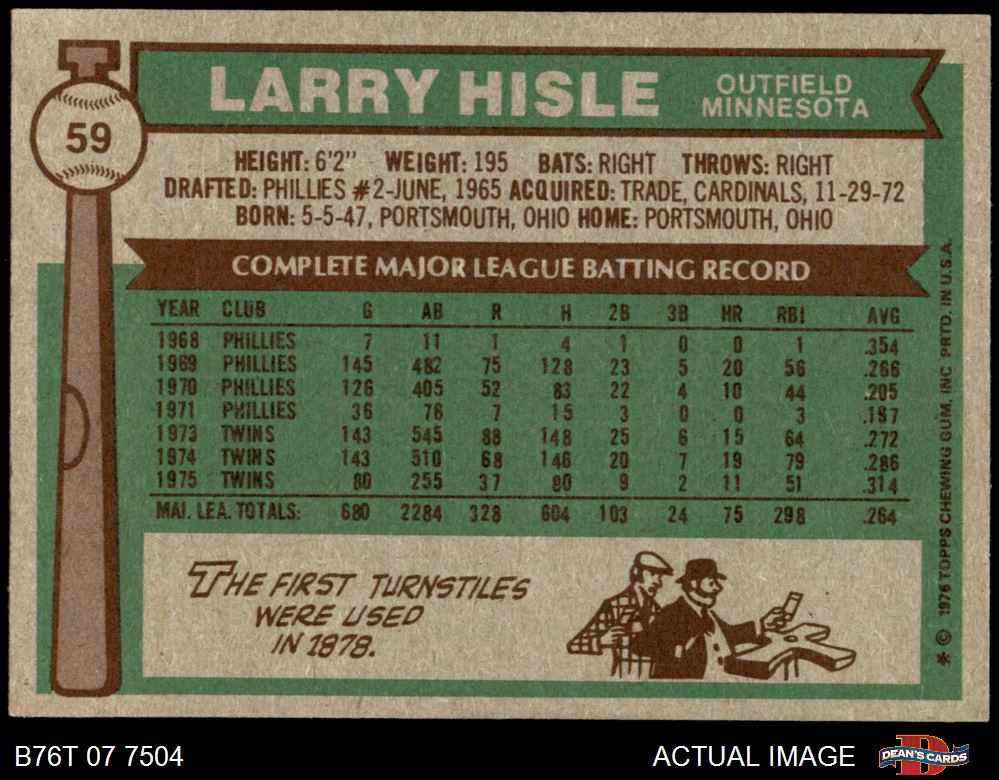 LARRY HISLE OUTFIELD
MINNESOTA
59
HEIGHT: 6'2" WEIGHT: 195 BATS: RIGHT THROWS: RIGHT
DRAFTED: PHILLIES #2-JUNE, 1965 ACQUIRED: TRADE, CARDINALS, 11-29-72
BORN: 5-5-47, PORTSMOUTH, OHIO HOME: PORTSMOUTH, OHIO
COMPLETE MAJOR LEAGUE BATTING RECORD
YEAR CLUB G AB R H 2B 3B HR RBI AVG
1968 PHILLIES 7 11 1 4 1 0 0 1 .354
1969 PHILLIES 145 482 75 128 23 5 20 56 .266
1970 PHILLIES 126 405 52 83 22 4 10 44 .205
1971 PHILLIES 36 76 7 15 3 0 0 3 .197
1973 TWINS 143 545 88 148 25 6 15 64 .272
1974 TWINS 143 510 68 146 20 7 19 79 .286
1975 TWINS 80 255 37 80 9 2 11 51 .314
MAJ. LEA. TOTALS: 680 2284 328 604 103 24 75 298 .264
THE FIRST TURNSTILES
WERE USED
IN 1878.
* © 1976 TOPPS CHEWING GUM, INC. PRTD. IN U.S.A.
B76T 07 7504 ACTUAL IMAGE
D
DEAN'S CARDS